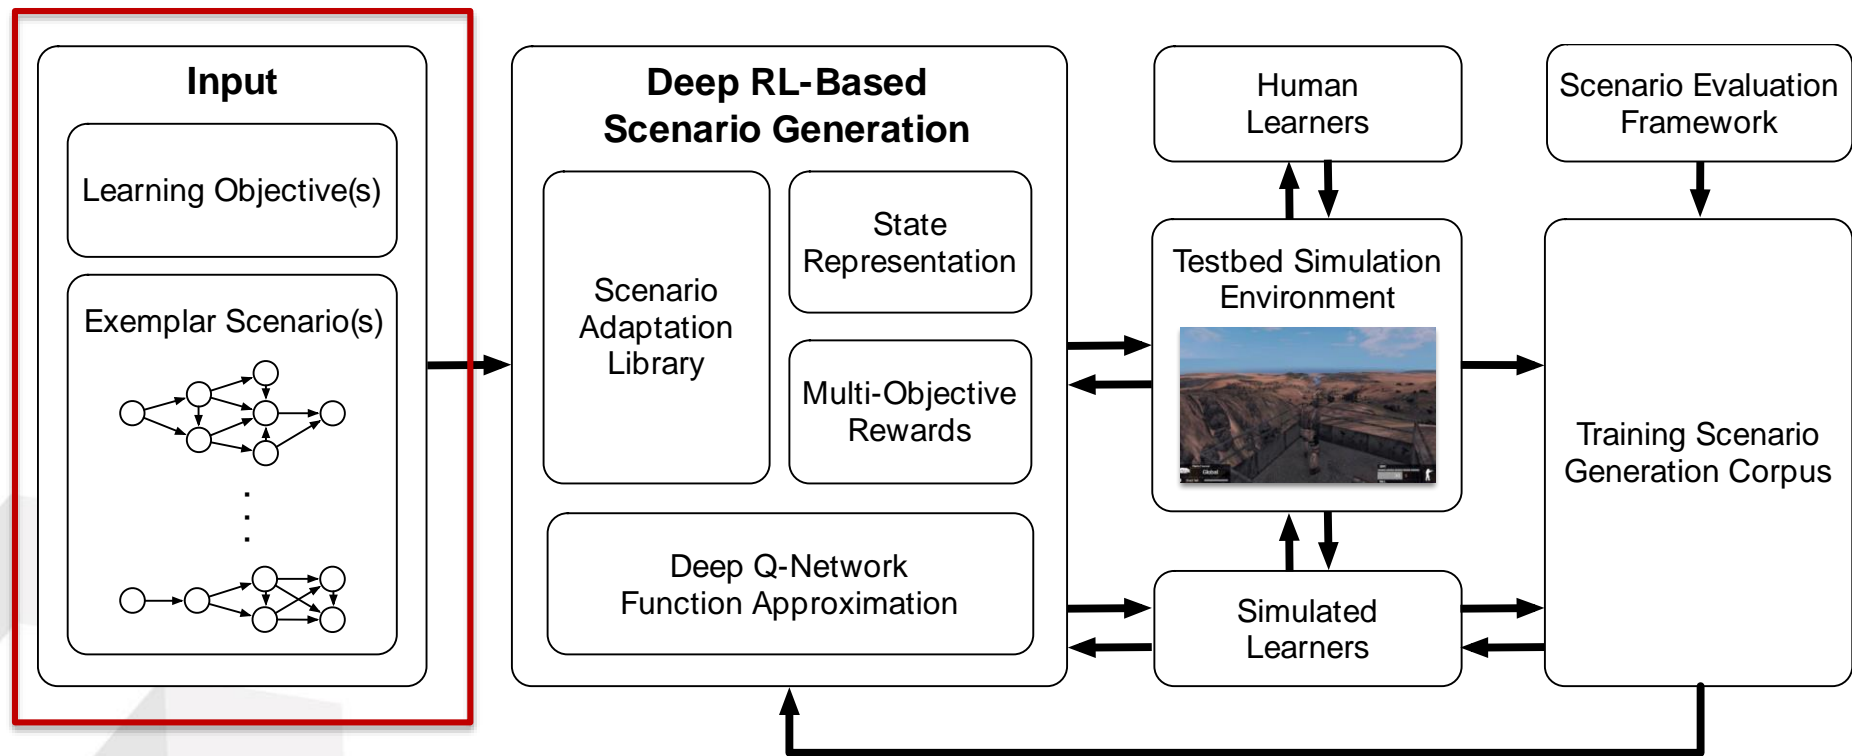 Input
Learning Objective(s)
Exemplar Scenario(s)
Deep RL-Based
Scenario Generation
Scenario
Adaptation
Library
State
Representation
Multi-Objective
Rewards
Deep Q-Network
Function Approximation
Human
Learners
Testbed Simulation
Environment
Global
Simulated
Learners
Scenario Evaluation
Framework
Training Scenario
Generation Corpus